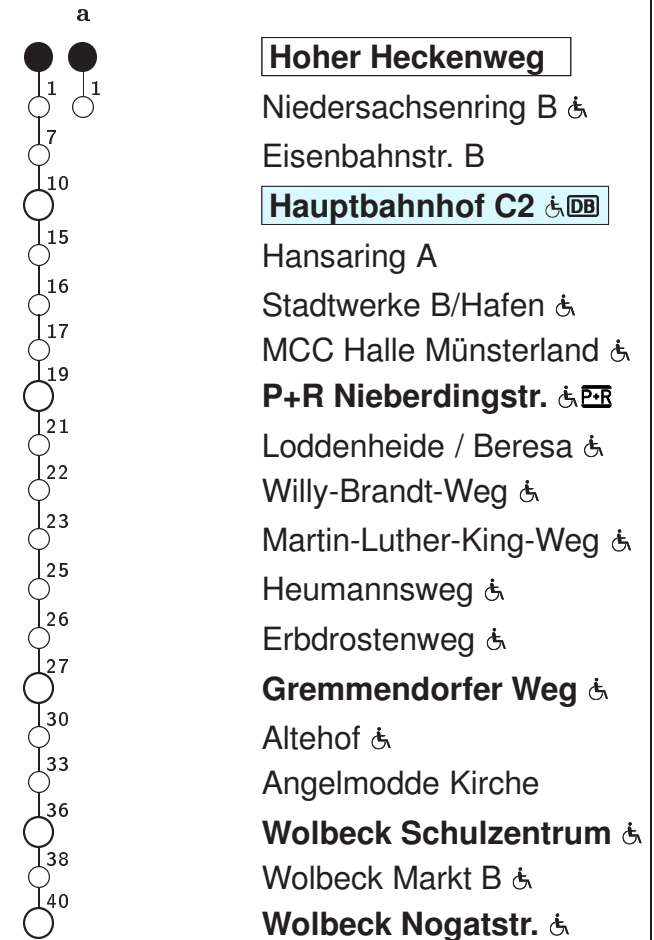 a
Hoher Heckenweg
1 1 Niedersachsenring B
7 Eisenbahnstr. B
10 Hauptbahnhof C2 DB
15 Hansaring A
16 Stadtwerke B/Hafen
17 MCC Halle Münsterland
19 P+R Nieberdingstr. P+R
21 Loddenheide / Beresa
22 Willy-Brandt-Weg
23 Martin-Luther-King-Weg
25 Heumannsweg
26 Erbdrostenweg
27 Gremmendorfer Weg
30 Altehof
33 Angelmodde Kirche
36 Wolbeck Schulzentrum
38 Wolbeck Markt B
40 Wolbeck Nogatstr.